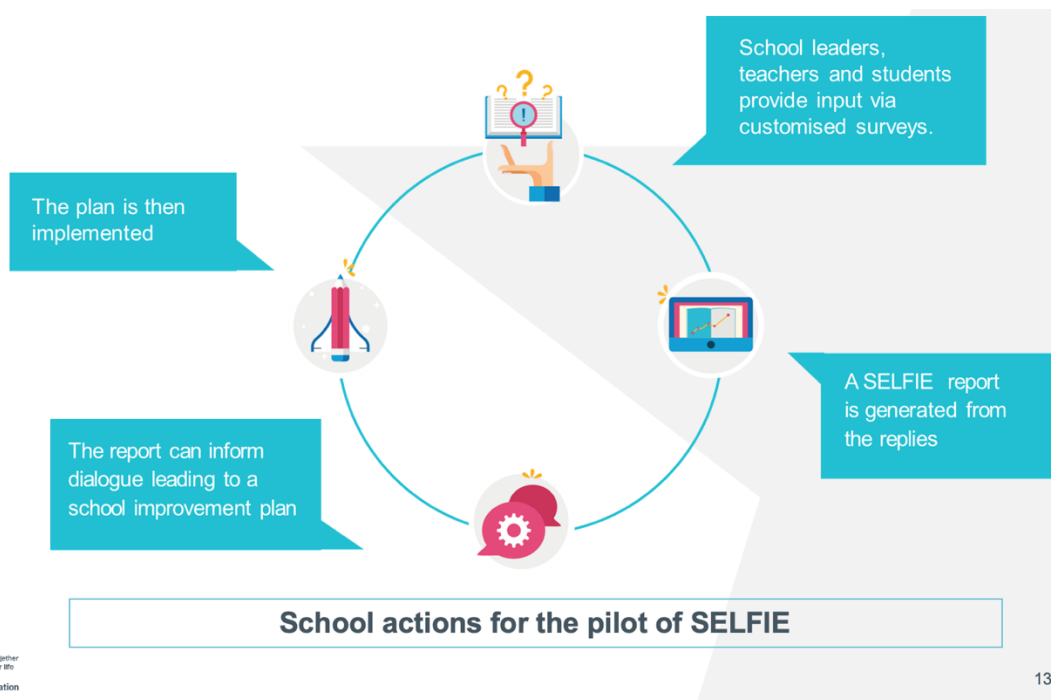 School leaders,
teachers and students
provide input via
customised surveys.
The plan is then
implemented
A SELFIE report
is generated from
the replies
The report can inform
dialogue leading to a
school improvement plan
School actions for the pilot of SELFIE
13